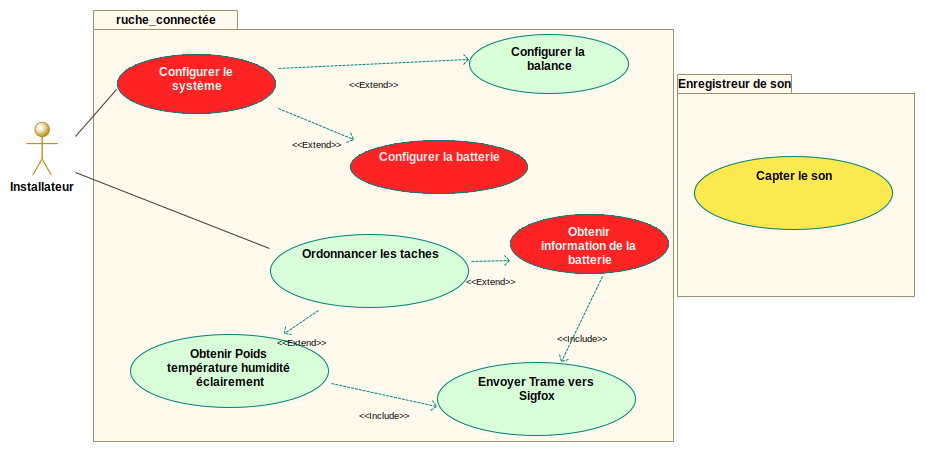 ruche_connectée
Configurer le
système
<<Extend>>
Configurer la
balance
<<Extend>>
Configurer la batterie
Enregistreur de son
Capter le son
Installateur
Ordonnancer les taches
<<Extend>>
Obtenir
information de la
batterie
<<Extend>>
<<Include>>
Obtenir Poids
température humidité
éclairement
<<Include>>
Envoyer Trame vers
Sigfox